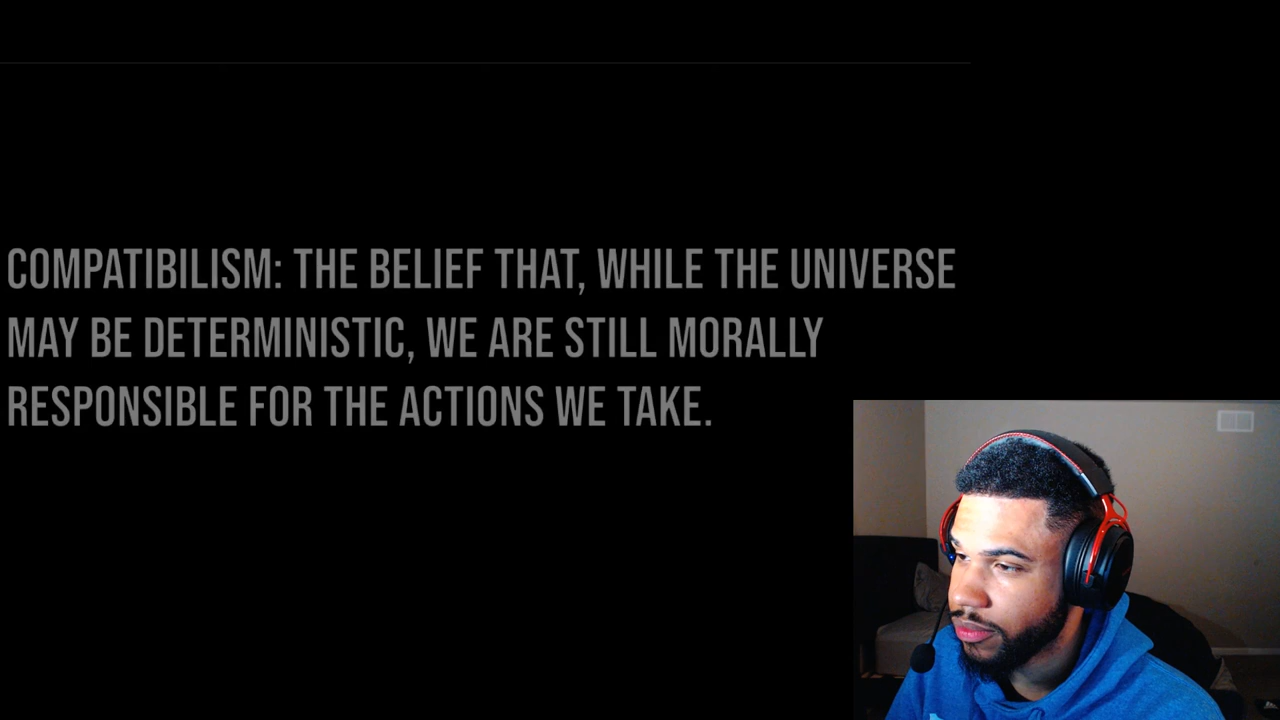 COMPATIBILISM: THE BELIEF THAT, WHILE THE UNIVERSE
MAY BE DETERMINISTIC, WE ARE STILL MORALLY
RESPONSIBLE FOR THE ACTIONS WE TAKE.